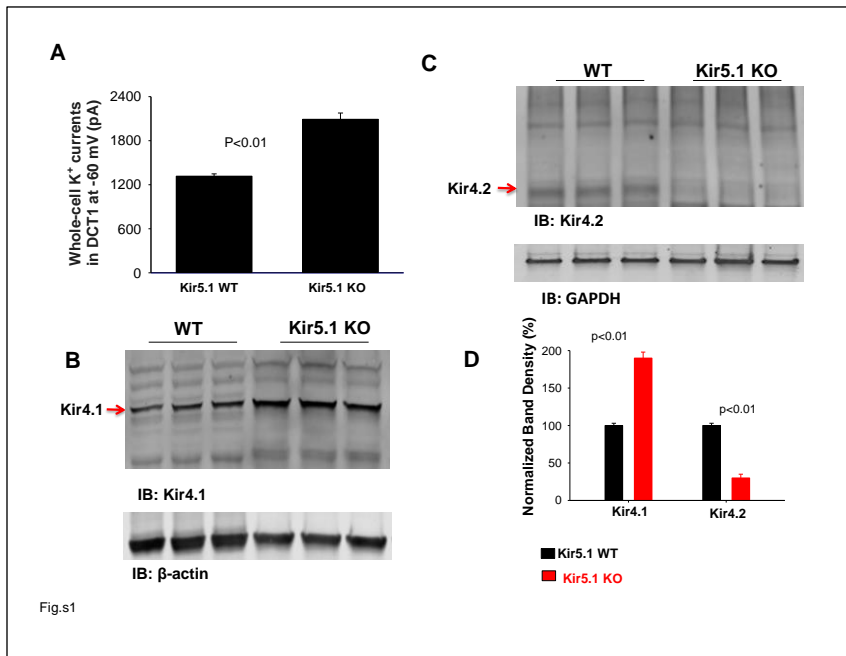 A
Whole-cell K⁺ currents
in DCT1 at -60 mV (pA)
2400
1800
1200
600
0
P<0.01
Kir5.1 WT
Kir5.1 KO
B
WT
Kir5.1 KO
Kir4.1
IB: Kir4.1
IB: β-actin
C
WT
Kir5.1 KO
Kir4.2
IB: Kir4.2
IB: GAPDH
D
Normalized Band Density (%)
200
150
100
50
0
p<0.01
p<0.01
Kir4.1
Kir4.2
Kir5.1 WT
Kir5.1 KO
Fig.s1